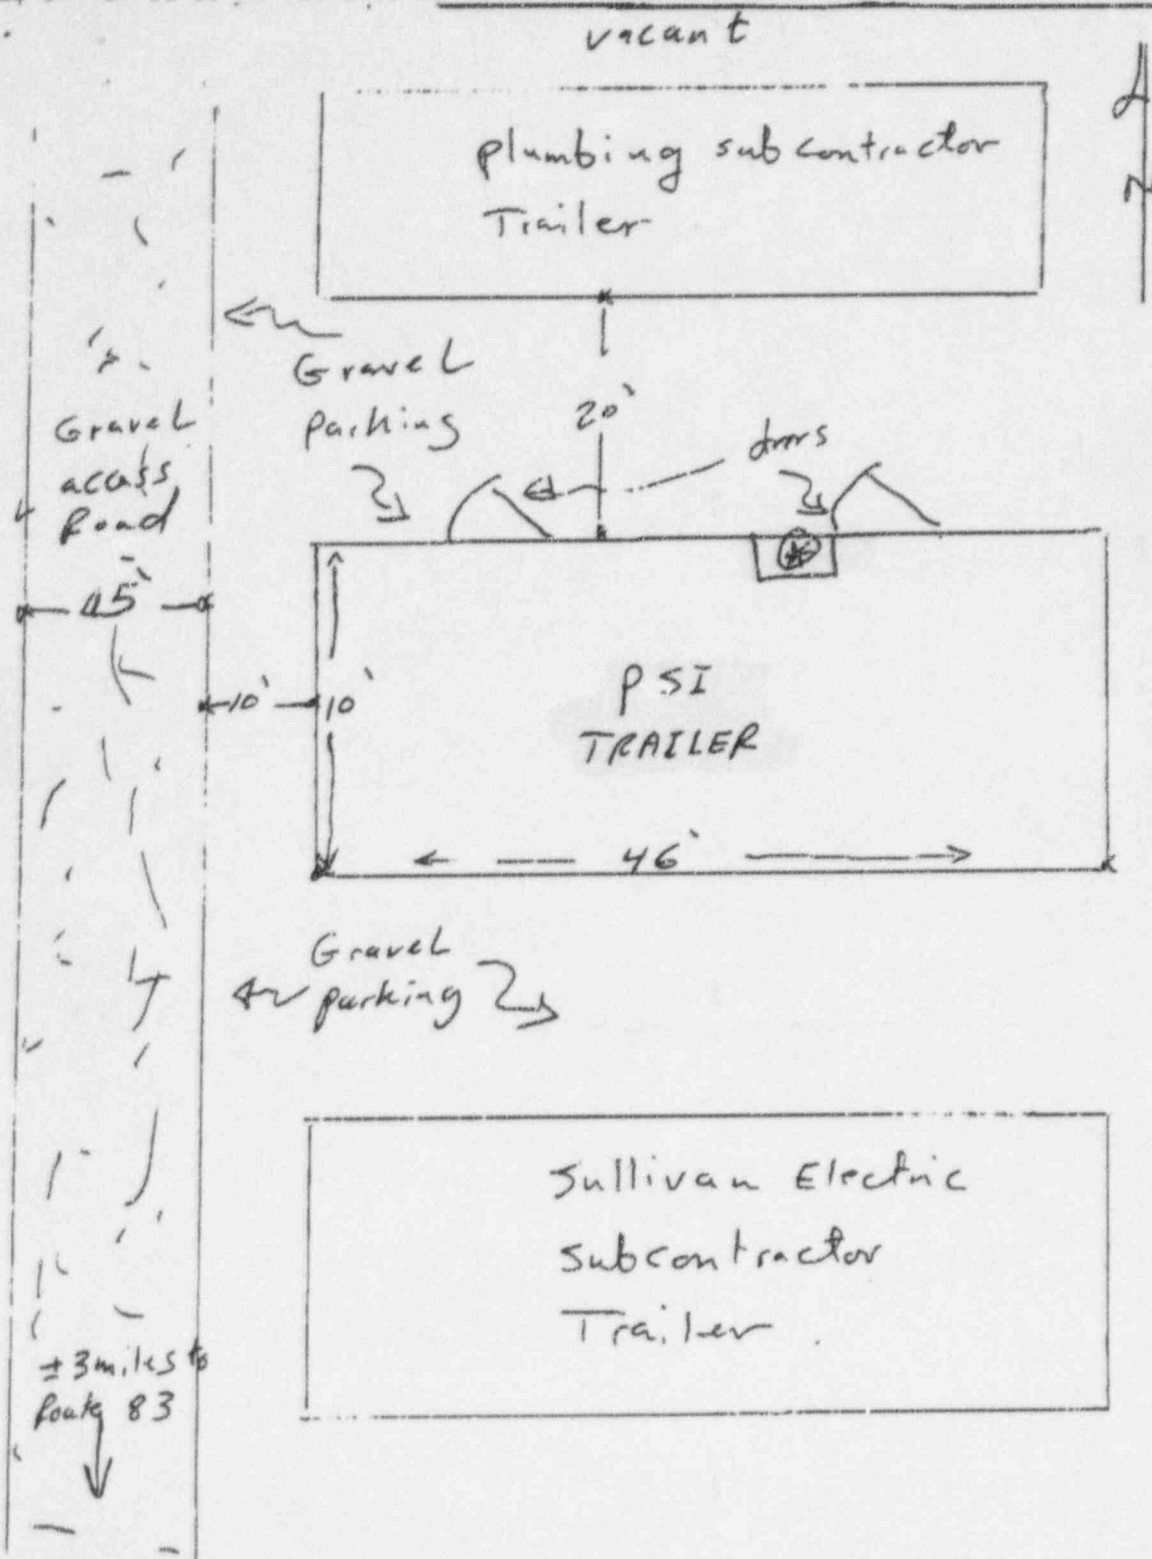 vacant
plumbing subcontractor
Trailer
Gravel
parking
20'
doors
Gravel
access
Road
45'
10'
10'
PSI
TRAILER
46'
Gravel
parking
Sullivan Electric
Subcontractor
Trailer
±3 miles to
Route 83